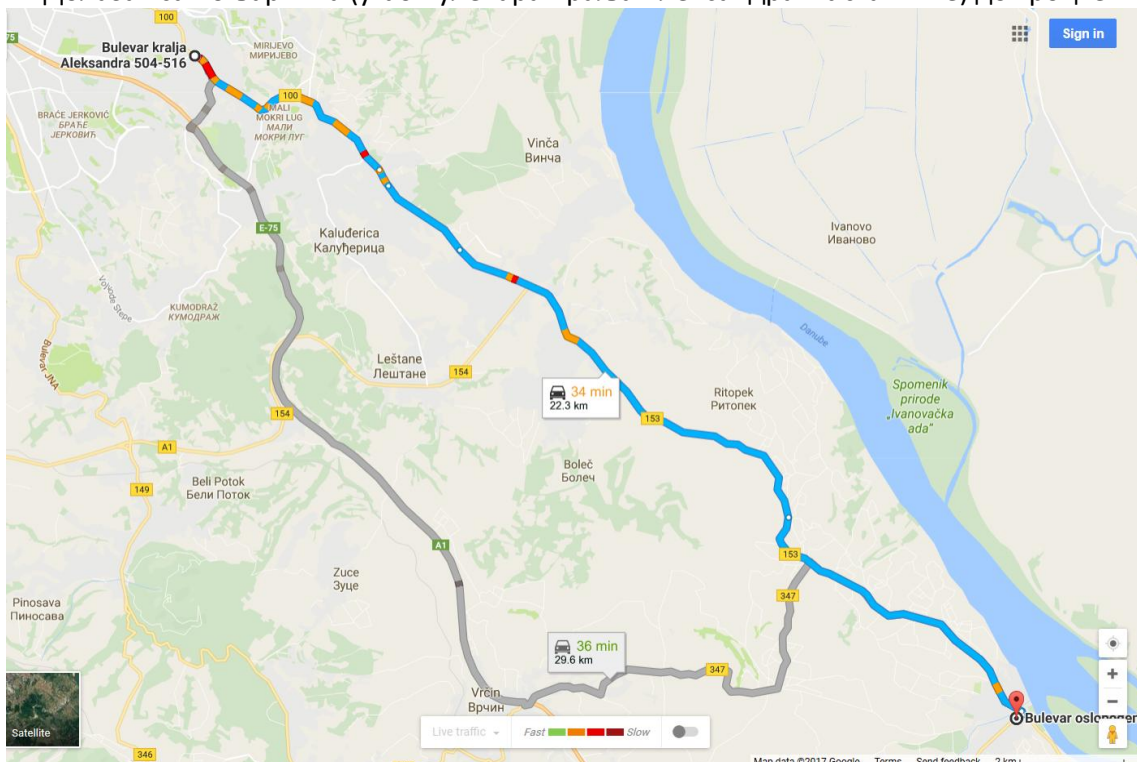 100
Bulevar kralja
Aleksandra 504-516
MIRIJEVO
МИРИЈЕВО
Sign in
75
100
BRAĆE JERKOVIĆ
БРАЋЕ
ЈЕРКОВИЋ
MALI
MOKRI LUG
МАЛИ
МОКРИ ЛУГ
Vinča
Винча
E-75
Kaluđerica
Калуђерица
Ivanovo
Иваново
Vojvode Stepe
KUMODRAŽ
КУМОДРАЖ
Danube
Bulevar JNA
Leštane
Лештане
154
34 min
22.3 km
Ritopek
Ритопек
Spomenik
prirode
„Ivanovačka
ada"
154
153
A1
149
Beli Potok
Бели Поток
Boleč
Болеч
A1
153
Zuce
Зуце
347
Pinosava
Пиносава
36 min
29.6 km
347
Vrčin
Врчин
Satellite
Live traffic
Fast
Slow
346
Map data ©2017 Google
Terms
Send feedback
2 km